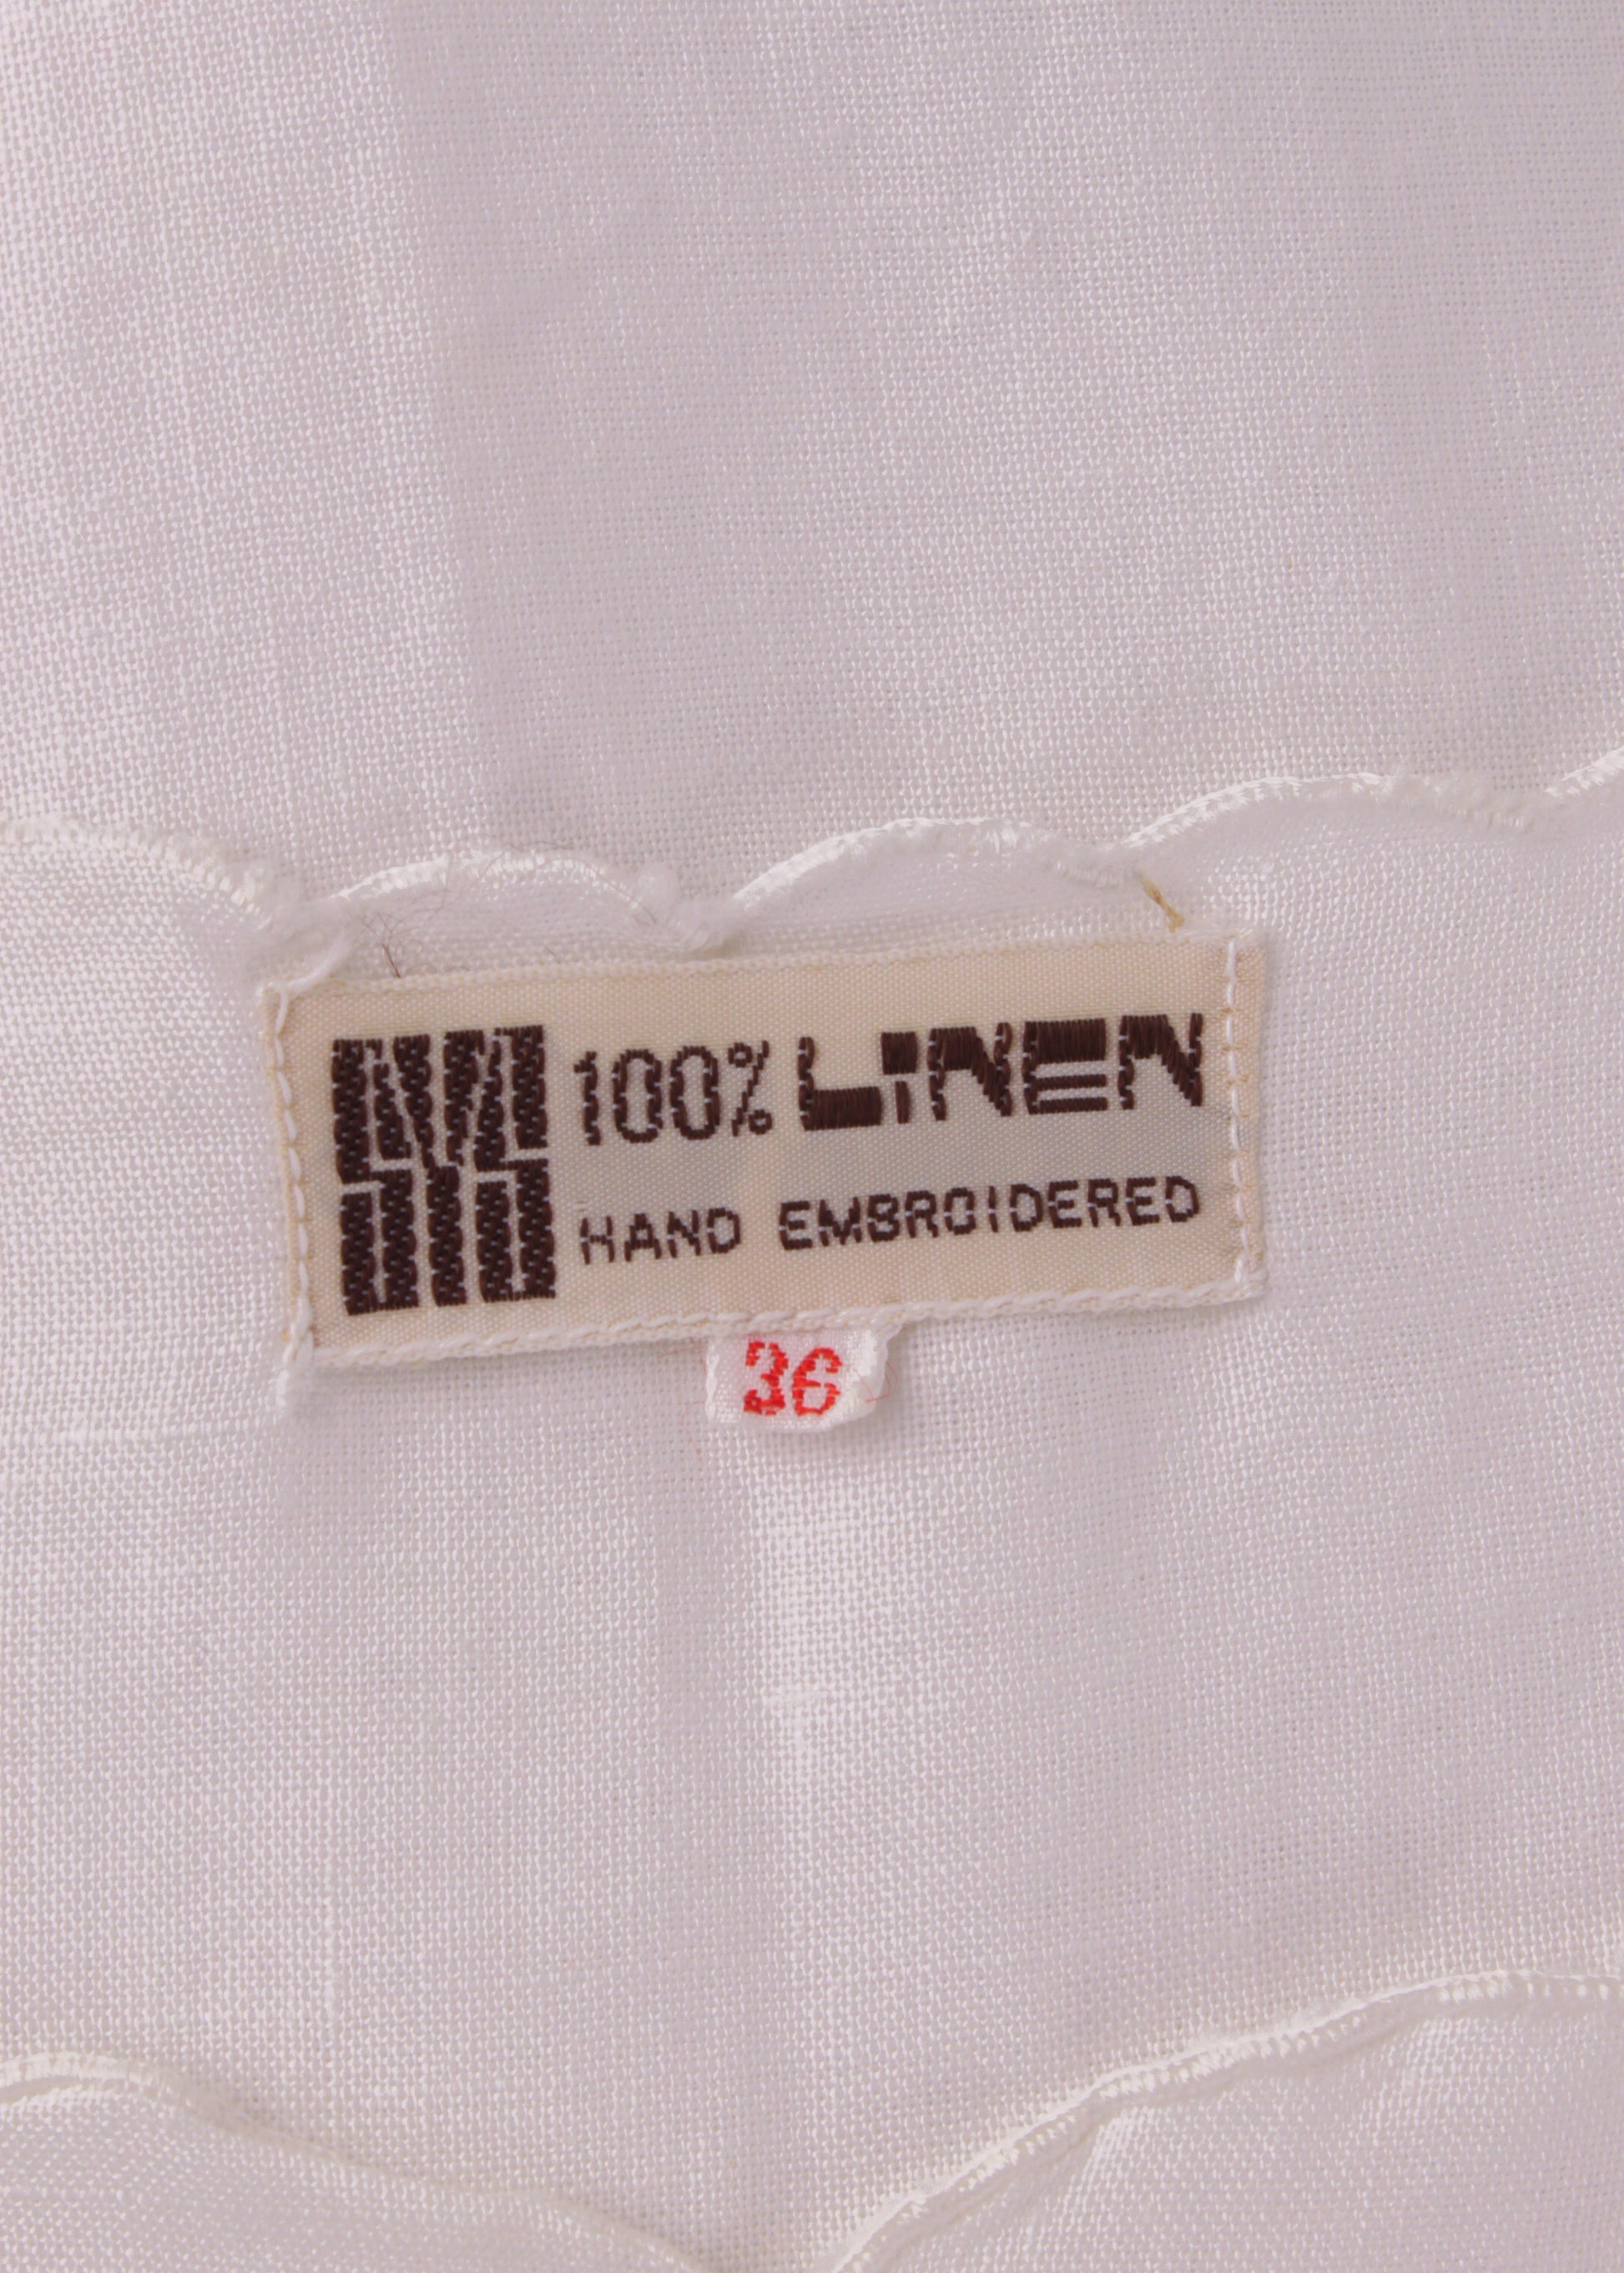 100% LINEN
HAND EMBROIDERED
36